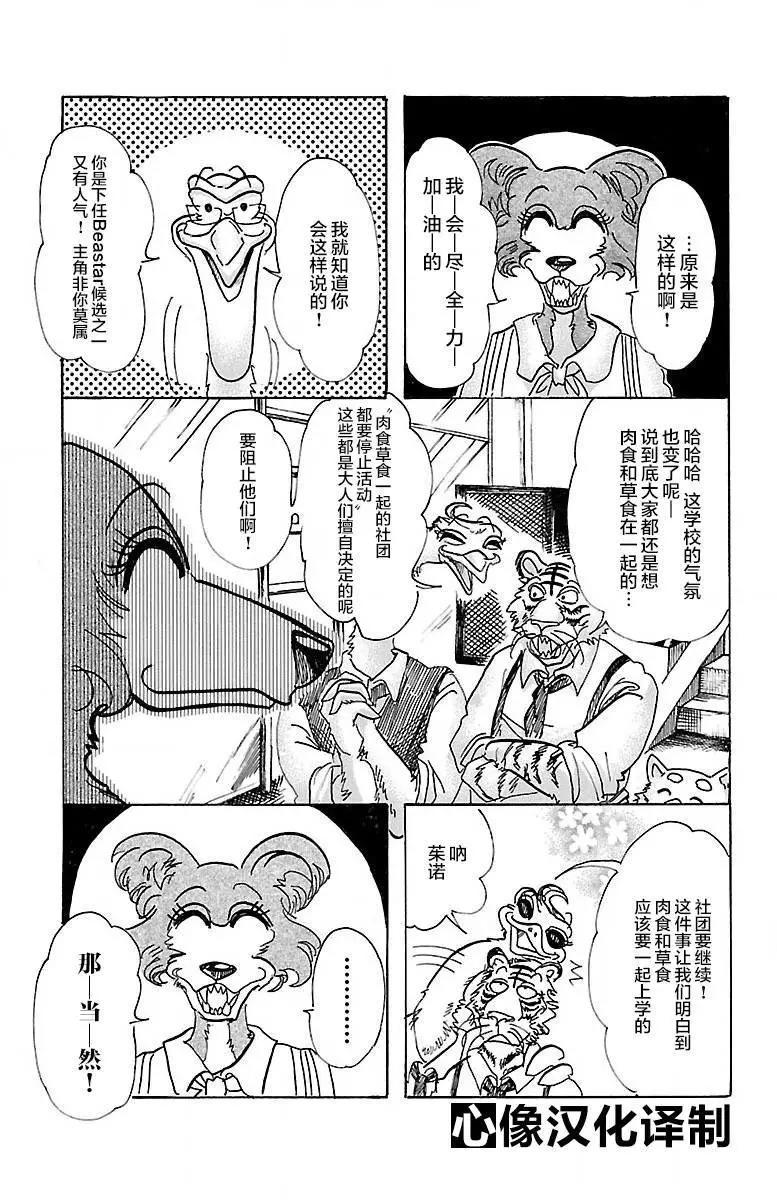 …原来是
这样的啊！
我—会—尽—全—力—
加—油—的
我就知道你
会这样说的！
你是下任Beastar候选之一
又有人气！主角非你莫属
哈哈哈 这学校的气氛
也变了呢—
说到底大家都还是想
肉食和草食在一起的…
“肉食草食一起的社团
都要停止活动”
这些都是大人们擅自决定的呢
要阻止他们啊！
社团要继续！
这件事让我们明白到
肉食和草食
应该要一起上学的
呐
茱诺
………
那—当—然！
心像汉化译制